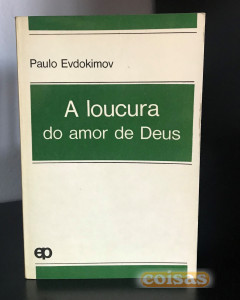 Paulo Evdokimov
A loucura
do amor de Deus
ep
coisas